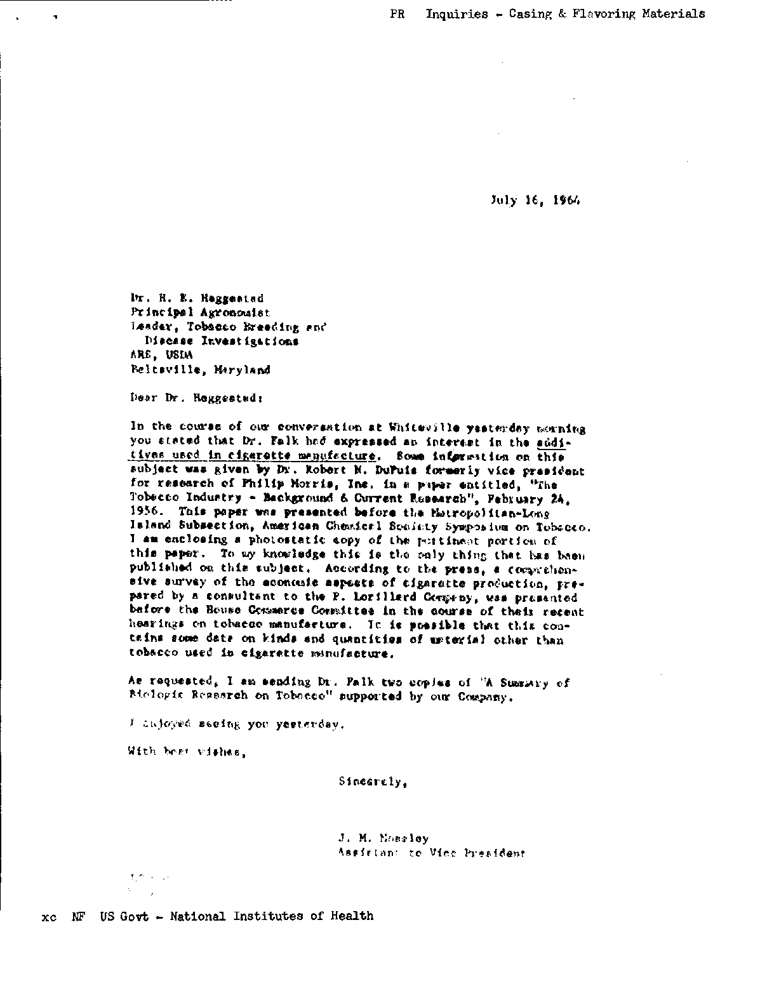 PR Inquiries - Casing & Flavoring Materials
July 16, 1964
Dr. H. E. Heggestad
Principal Agronomist
Leader, Tobacco Breeding and
Disease Investigations
ARE, USDA
Beltsville, Maryland
Dear Dr. Heggestad:
In the course of our conversation at Whiteville yesterday morning
you stated that Dr. Falk had expressed an interest in the addi-
tives used in cigarette manufacture. Some information on this
subject was given by Dr. Robert N. DuPuis formerly vice president
for research of Philip Morris, Inc. in a paper entitled, "The
Tobacco Industry - Background & Current Research", February 24,
1956. This paper was presented before the Metropolitan-Long
Island Subsection, American Chemical Society Symposium on Tobacco.
I am enclosing a photostatic copy of the pertinent portion of
this paper. To my knowledge this is the only thing that has been
published on this subject. According to the press, a comprehen-
sive survey of the economic aspects of cigarette production, pre-
pared by a consultant to the P. Lorillard Company, was presented
before the House Commerce Committee in the course of their recent
hearings on tobacco manufacture. It is possible that this con-
tains some data on kinds and quantities of material other than
tobacco used in cigarette manufacture.
As requested, I am sending Dr. Falk two copies of "A Summary of
Biologic Research on Tobacco" supported by our Company.
I enjoyed seeing you yesterday.
With best wishes,
Sincerely,
J. M. Moseley
Assistant to Vice President
xc NF US Govt - National Institutes of Health